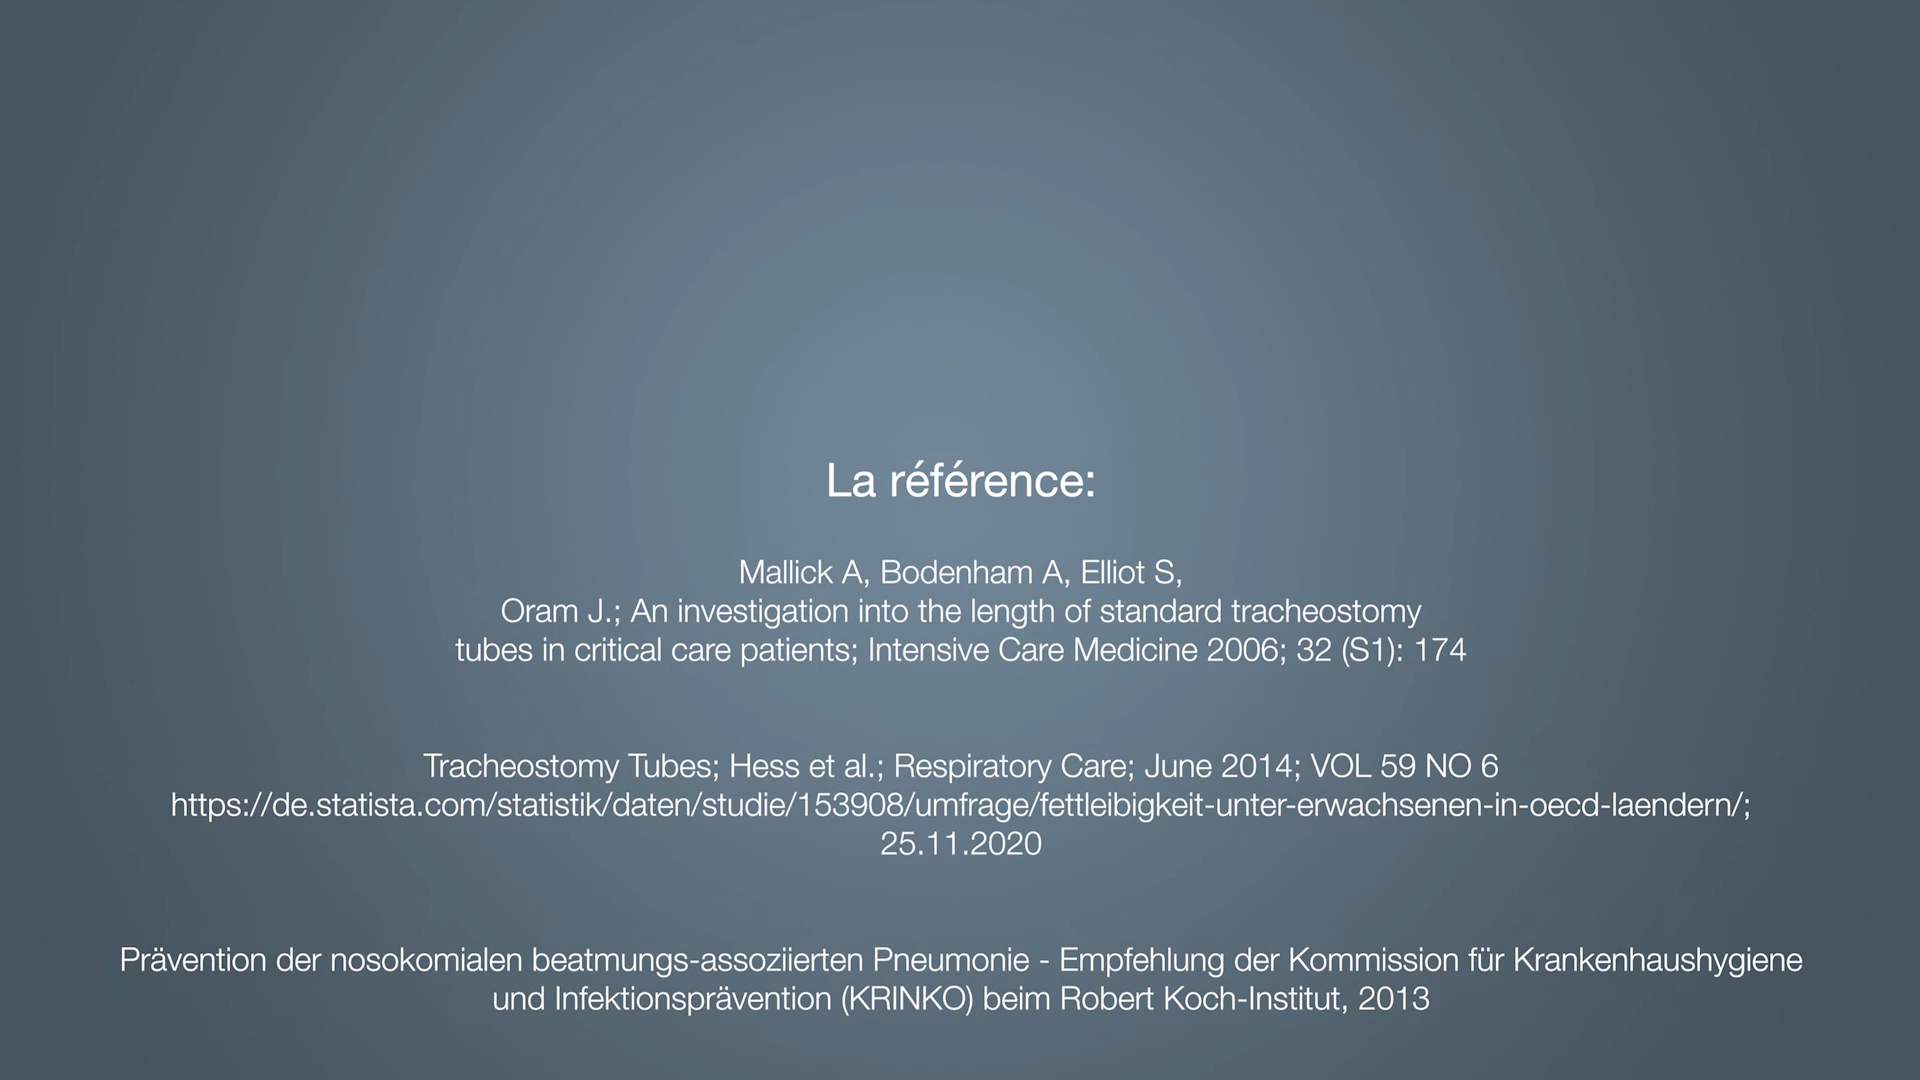 La référence:
Mallick A, Bodenham A, Elliot S,
Oram J.; An investigation into the length of standard tracheostomy
tubes in critical care patients; Intensive Care Medicine 2006; 32 (S1): 174
Tracheostomy Tubes; Hess et al.; Respiratory Care; June 2014; VOL 59 NO 6
https://de.statista.com/statistik/daten/studie/153908/umfrage/fettleibigkeit-unter-erwachsenen-in-oecd-laendern/;
25.11.2020
Prävention der nosokomialen beatmungs-assoziierten Pneumonie - Empfehlung der Kommission für Krankenhaushygiene
und Infektionsprävention (KRINKO) beim Robert Koch-Institut, 2013